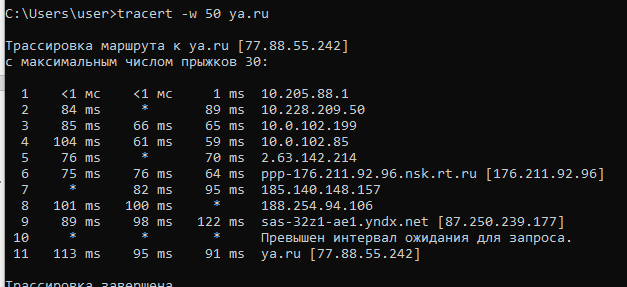 C:\Users\user>tracert -w 50 ya.ru
Трассировка маршрута к ya.ru [77.88.55.242]
с максимальным числом прыжков 30:
1 <1 мс <1 мс 1 ms 10.205.88.1
2 84 ms * 89 ms 10.228.209.50
3 85 ms 66 ms 65 ms 10.0.102.199
4 104 ms 61 ms 59 ms 10.0.102.85
5 76 ms * 70 ms 2.63.142.214
6 75 ms 76 ms 64 ms ppp-176.211.92.96.nsk.rt.ru [176.211.92.96]
7 * 82 ms 95 ms 185.140.148.157
8 101 ms 100 ms * 188.254.94.106
9 89 ms 98 ms 122 ms sas-32z1-ae1.yndx.net [87.250.239.177]
10 * * * Превышен интервал ожидания для запроса.
11 113 ms 95 ms 91 ms ya.ru [77.88.55.242]
Трассировка завершена